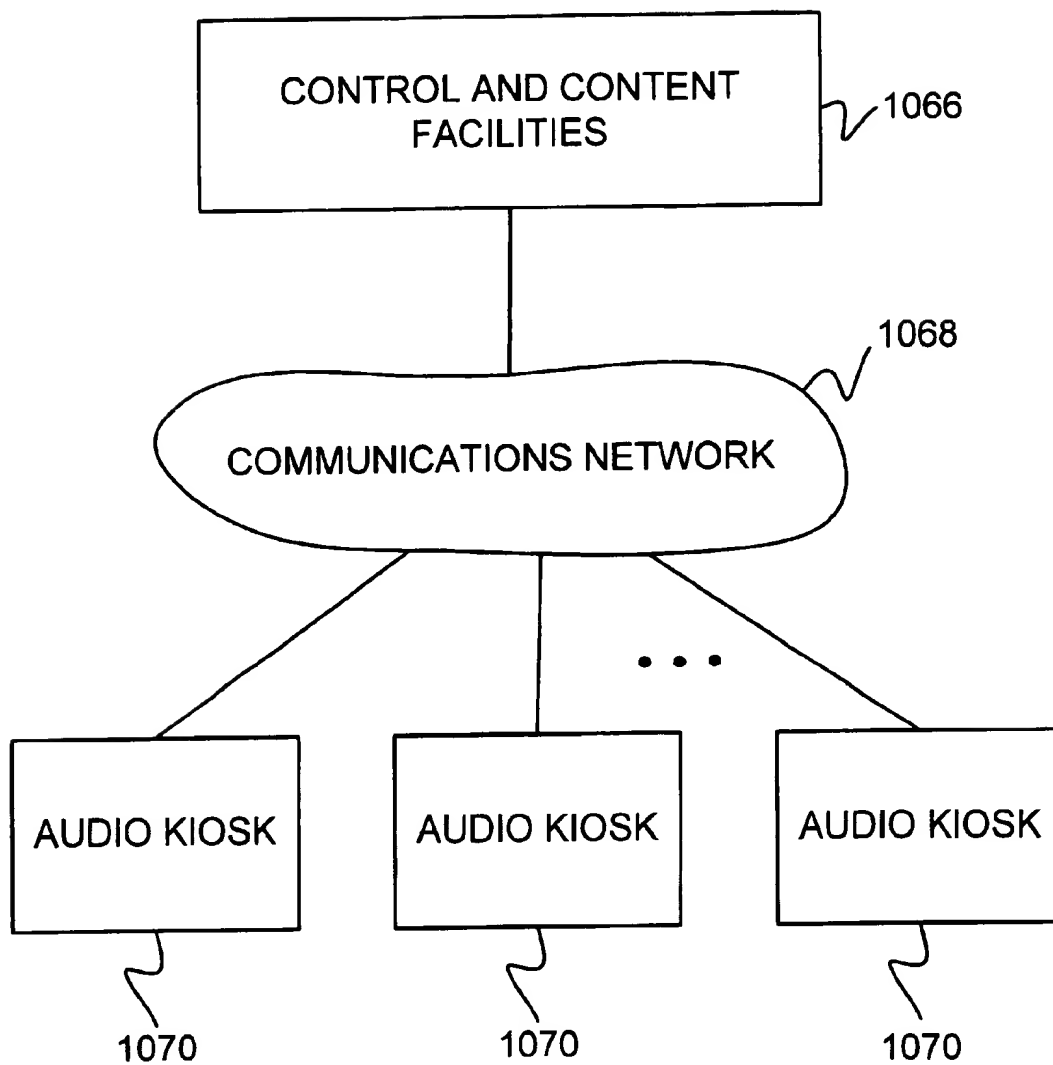 CONTROL AND CONTENT
FACILITIES
1066
1068
COMMUNICATIONS NETWORK
AUDIO KIOSK
AUDIO KIOSK
AUDIO KIOSK
1070
1070
1070